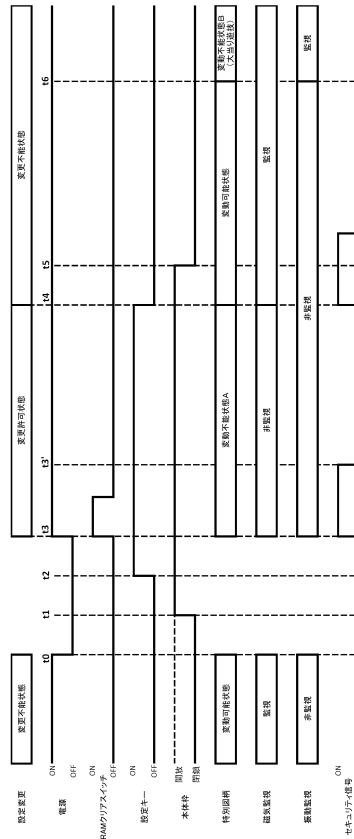 t0 t1 t2 t3 t3' t4 t5 t6
設定変更 変更不能状態 変更許可状態 変更不能状態
電源 ON OFF
RAMクリアスイッチ ON OFF
設定キー ON OFF
本体枠 開放 閉鎖
特別図柄 変動可能状態 変動不能状態A 変動可能状態 変動不能状態B
(大当り遊技)
磁気監視 監視 非監視 監視
振動監視 非監視 非監視 監視
セキュリティ信号 ON